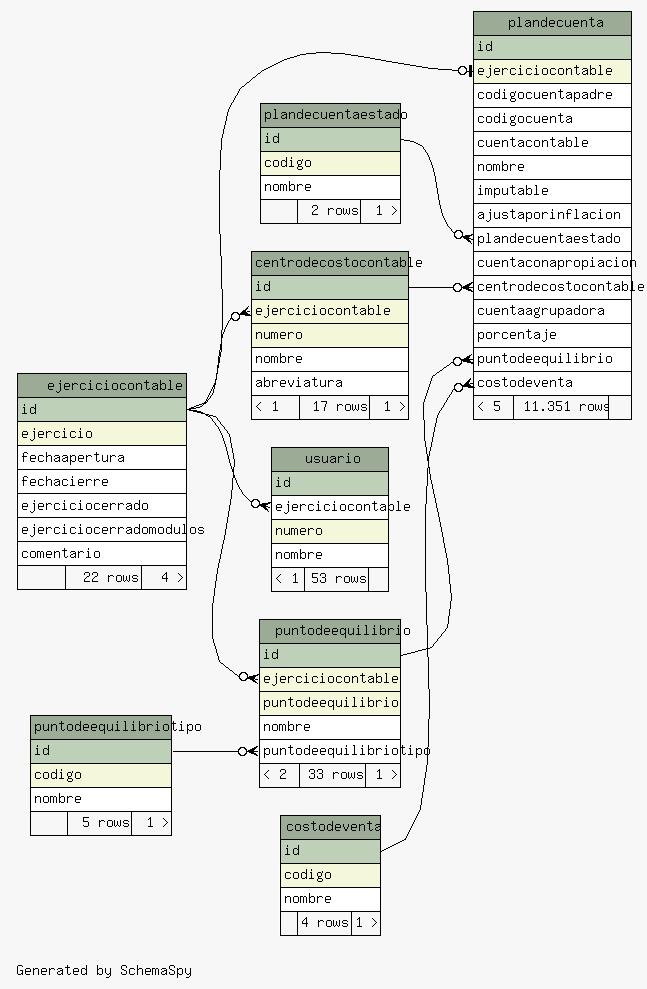 plandecuenta
id
ejerciciocontable
codigocuentapadre
codigocuenta
cuentacontable
nombre
imputable
ajustaporinflacion
plandecuentaestado
cuentaconapropiacion
centrodecostocontable
cuentaagrupadora
porcentaje
puntodeequilibrio
costodeventa
< 5 11.351 rows
plandecuentaestado
id
codigo
nombre
2 rows 1 >
centrodecostocontable
id
ejerciciocontable
numero
nombre
abreviatura
< 1 17 rows 1 >
ejerciciocontable
id
ejercicio
fechaapertura
fechacierre
ejerciciocerrado
ejerciciocerradomodulos
comentario
22 rows 4 >
usuario
id
ejerciciocontable
numero
nombre
< 1 53 rows
puntodeequilibrio
id
ejerciciocontable
puntodeequilibrio
nombre
puntodeequilibriotipo
< 2 33 rows 1 >
puntodeequilibriotipo
id
codigo
nombre
5 rows 1 >
costodeventa
id
codigo
nombre
4 rows 1 >
Generated by SchemaSpy